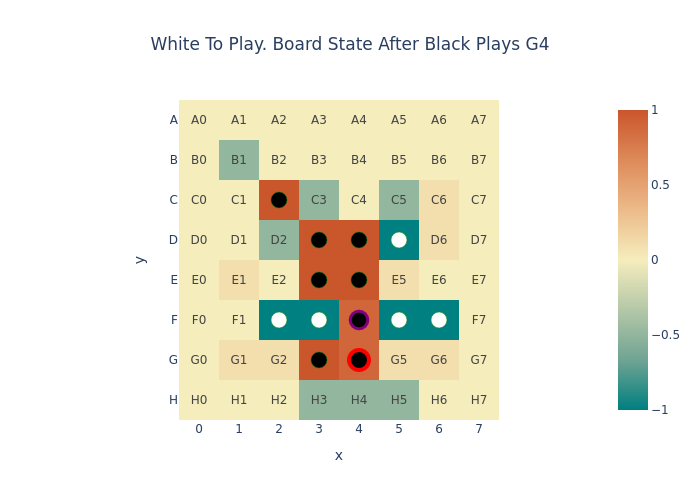 White To Play. Board State After Black Plays G4
A A0 A1 A2 A3 A4 A5 A6 A7
B B0 B1 B2 B3 B4 B5 B6 B7
C C0 C1 C3 C4 C5 C6 C7
D D0 D1 D2 D6 D7
E E0 E1 E2 E5 E6 E7
F F0 F1 F7
G G0 G1 G2 G5 G6 G7
H H0 H1 H2 H3 H4 H5 H6 H7
0 1 2 3 4 5 6 7
x
y
1
0.5
0
−0.5
−1